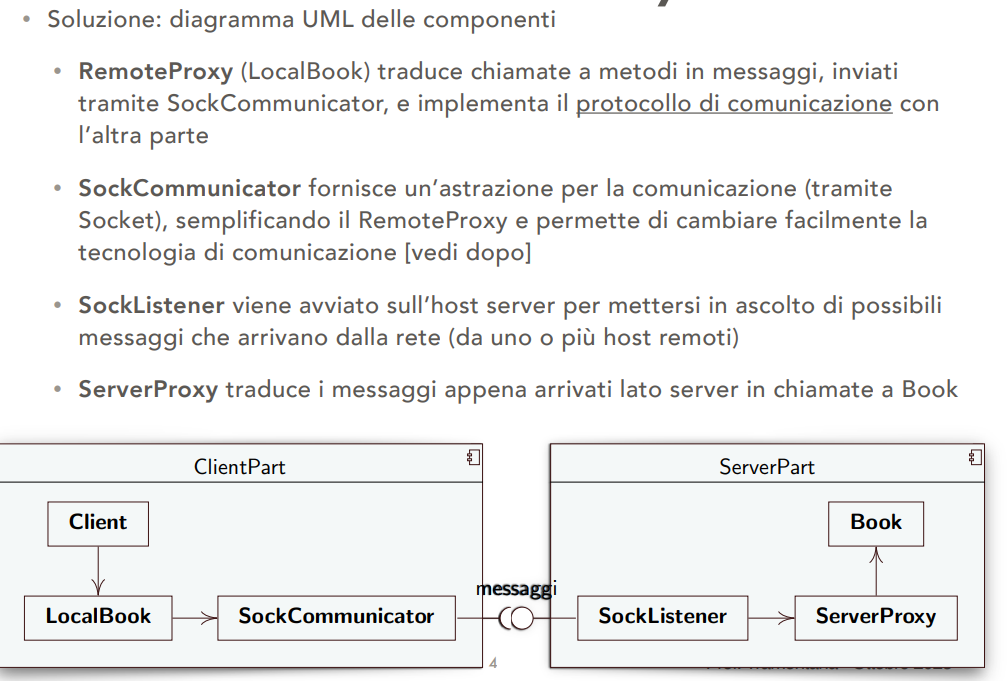 • Soluzione: diagramma UML delle componenti
• RemoteProxy (LocalBook) traduce chiamate a metodi in messaggi, inviati
tramite SockCommunicator, e implementa il protocollo di comunicazione con
l’altra parte
• SockCommunicator fornisce un’astrazione per la comunicazione (tramite
Socket), semplificando il RemoteProxy e permette di cambiare facilmente la
tecnologia di comunicazione [vedi dopo]
• SockListener viene avviato sull’host server per mettersi in ascolto di possibili
messaggi che arrivano dalla rete (da uno o più host remoti)
• ServerProxy traduce i messaggi appena arrivati lato server in chiamate a Book
ClientPart
Client
LocalBook
SockCommunicator
messaggi
ServerPart
Book
SockListener
ServerProxy
4